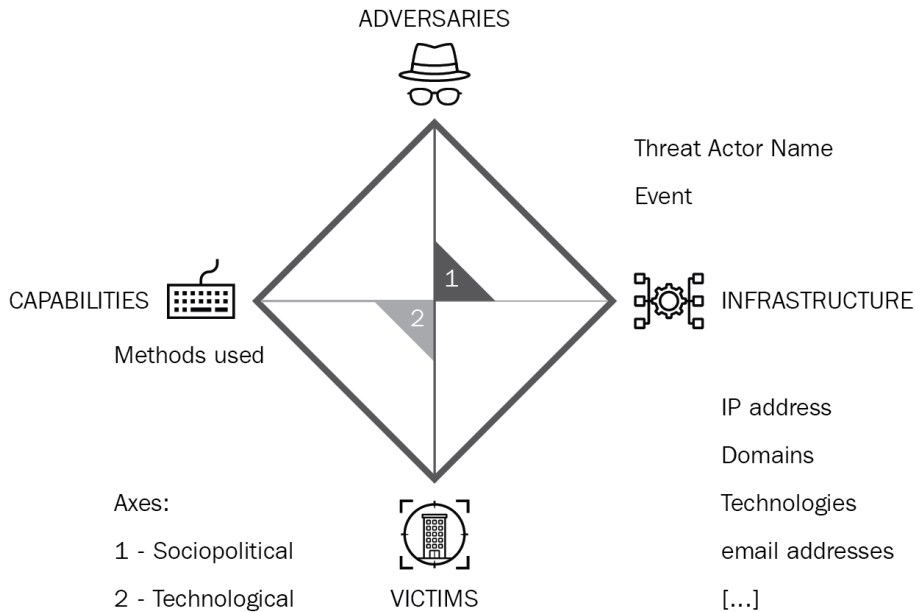 ADVERSARIES
Threat Actor Name
Event
1
CAPABILITIES
INFRASTRUCTURE
2
Methods used
IP address
Domains
Technologies
email addresses
[...]
Axes:
1 - Sociopolitical
2 - Technological
VICTIMS